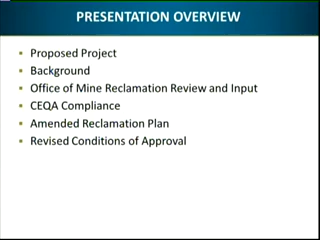 PRESENTATION OVERVIEW
▪ Proposed Project
▪ Background
▪ Office of Mine Reclamation Review and Input
▪ CEQA Compliance
▪ Amended Reclamation Plan
▪ Revised Conditions of Approval